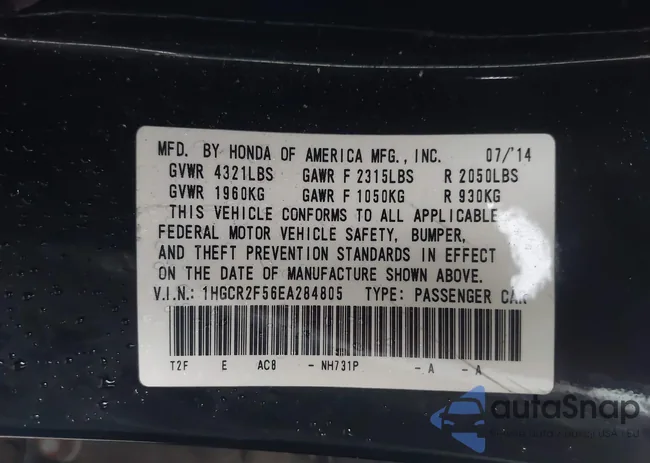 MFD. BY HONDA OF AMERICA MFG., INC. 07/'14
GVWR 4321LBS GAWR F 2315LBS R 2050LBS
GVWR 1960KG GAWR F 1050KG R 930KG
THIS VEHICLE CONFORMS TO ALL APPLICABLE
FEDERAL MOTOR VEHICLE SAFETY, BUMPER,
AND THEFT PREVENTION STANDARDS IN EFFECT
ON THE DATE OF MANUFACTURE SHOWN ABOVE.
V.I.N.: 1HGCR2F56EA284805 TYPE: PASSENGER CAR
T2F E AC8 - NH731P - A - A
autaSnap